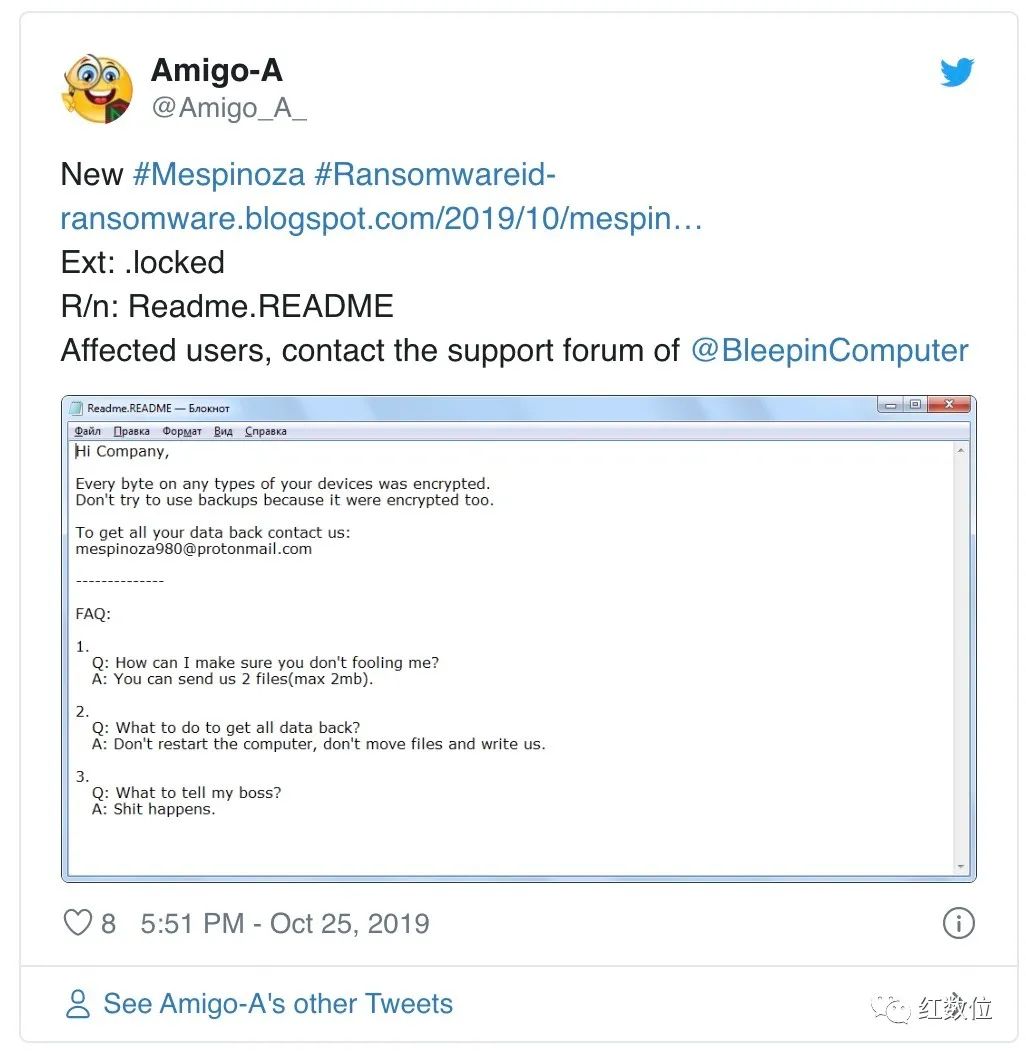 Amigo-A
@Amigo_A_
New #Mespinoza #Ransomwareid-
ransomware.blogspot.com/2019/10/mespin…
Ext: .locked
R/n: Readme.README
Affected users, contact the support forum of @BleepinComputer
Readme.README — Блокнот
Файл Правка Формат Вид Справка
Hi Company,
Every byte on any types of your devices was encrypted.
Don't try to use backups because it were encrypted too.
To get all your data back contact us:
mespinoza980@protonmail.com
--------------
FAQ:
1.
Q: How can I make sure you don't fooling me?
A: You can send us 2 files(max 2mb).
2.
Q: What to do to get all data back?
A: Don't restart the computer, don't move files and write us.
3.
Q: What to tell my boss?
A: Shit happens.
8 5:51 PM - Oct 25, 2019
See Amigo-A's other Tweets
红数位